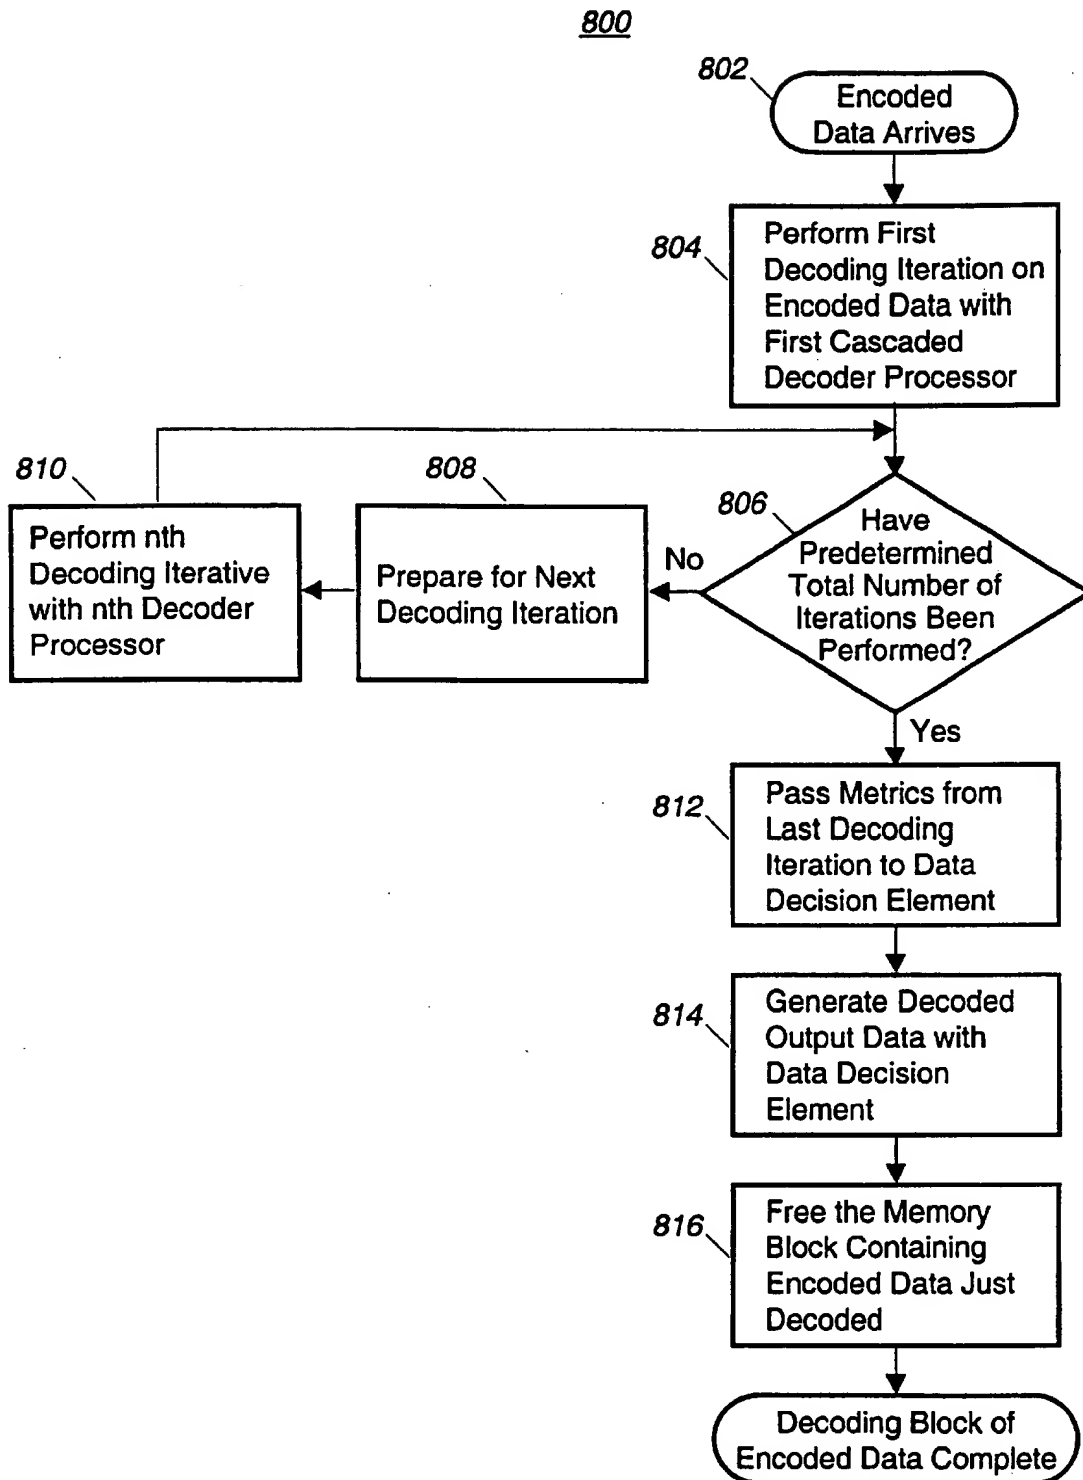 800
802
Encoded
Data Arrives
804
Perform First
Decoding Iteration on
Encoded Data with
First Cascaded
Decoder Processor
806
Have
Predetermined
Total Number of
Iterations Been
Performed?
No
808
Prepare for Next
Decoding Iteration
810
Perform nth
Decoding Iterative
with nth Decoder
Processor
Yes
812
Pass Metrics from
Last Decoding
Iteration to Data
Decision Element
814
Generate Decoded
Output Data with
Data Decision
Element
816
Free the Memory
Block Containing
Encoded Data Just
Decoded
Decoding Block of
Encoded Data Complete